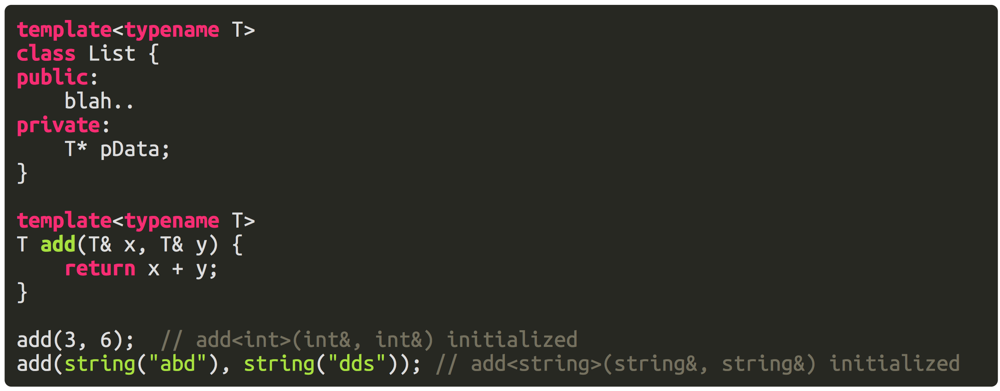 template<typename T>
class List {
public:
    blah..
private:
    T* pData;
}

template<typename T>
T add(T& x, T& y) {
    return x + y;
}

add(3, 6);  // add<int>(int&, int&) initialized
add(string("abd"), string("dds")); // add<string>(string&, string&) initialized